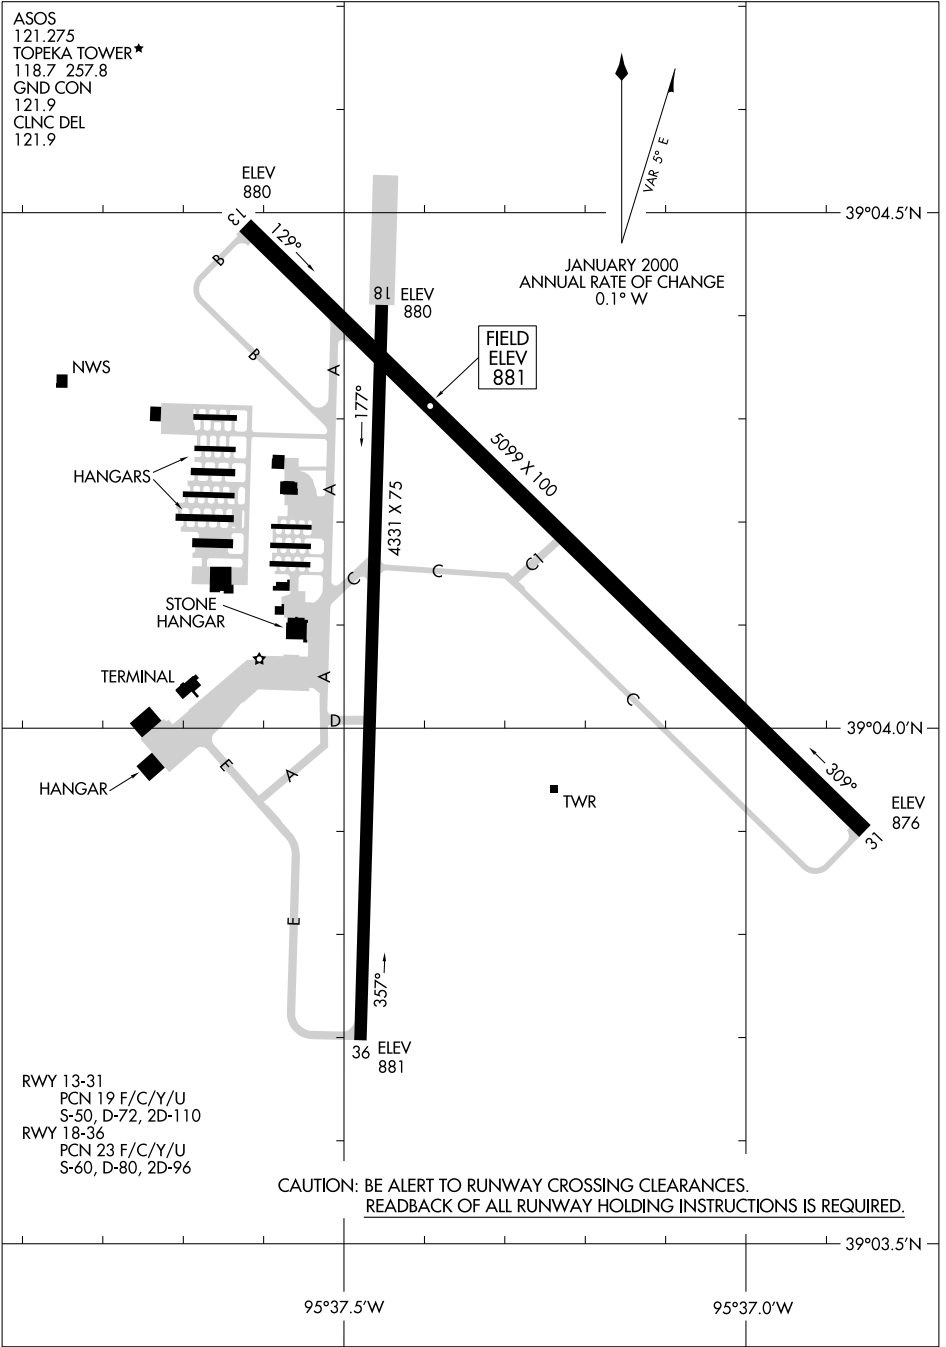 ASOS
121.275
TOPEKA TOWER★
118.7 257.8
GND CON
121.9
CLNC DEL
121.9
VAR 5° E
JANUARY 2000
ANNUAL RATE OF CHANGE
0.1° W
ELEV
880
13
129°
39°04.5'N
18
ELEV
880
FIELD
ELEV
881
B
B
A
NWS
177°
HANGARS
A
4331 X 75
5099 X 100
C
C
C1
STONE
HANGAR
TERMINAL
A
C
D
39°04.0'N
E
A
HANGAR
TWR
309°
ELEV
876
31
E
357°
36
ELEV
881
RWY 13-31
PCN 19 F/C/Y/U
S-50, D-72, 2D-110
RWY 18-36
PCN 23 F/C/Y/U
S-60, D-80, 2D-96
CAUTION: BE ALERT TO RUNWAY CROSSING CLEARANCES.
READBACK OF ALL RUNWAY HOLDING INSTRUCTIONS IS REQUIRED.
39°03.5'N
95°37.5'W
95°37.0'W